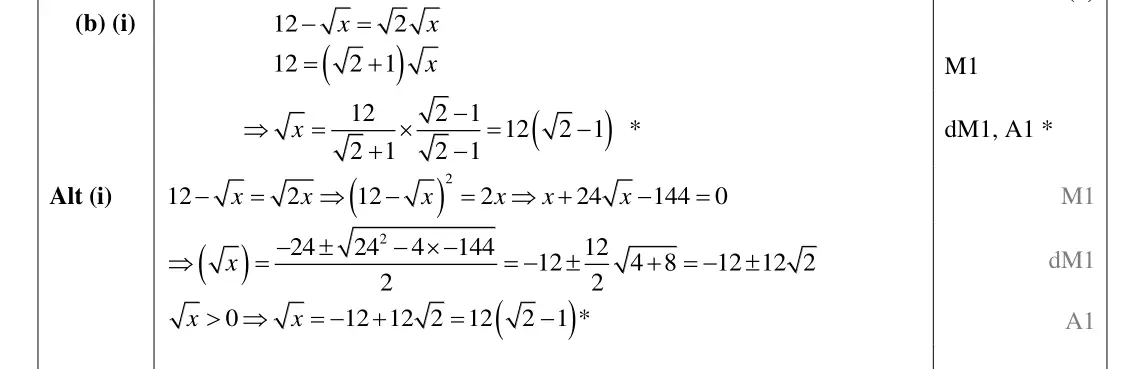 (b) (i) 12 − √x = √2√x
12 = (√2 + 1)√x M1
⇒ √x = 12/(√2 + 1) × (√2 − 1)/(√2 − 1) = 12(√2 − 1) * dM1, A1 *
Alt (i) 12 − √x = √2x ⇒ (12 − √x)² = 2x ⇒ x + 24√x − 144 = 0 M1
⇒ (√x) = (−24 ± √(24² − 4 × −144))/2 = −12 ± 12/2 √(4 + 8) = −12 ± 12√2 dM1
√x > 0 ⇒ √x = −12 + 12√2 = 12(√2 − 1)* A1